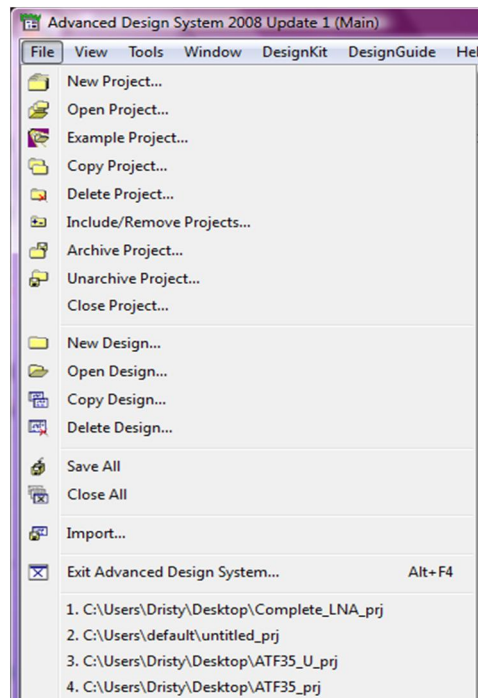 Advanced Design System 2008 Update 1 (Main)
File View Tools Window DesignKit DesignGuide Hel
New Project...
Open Project...
Example Project...
Copy Project...
Delete Project...
Include/Remove Projects...
Archive Project...
Unarchive Project...
Close Project...
New Design...
Open Design...
Copy Design...
Delete Design...
Save All
Close All
Import...
Exit Advanced Design System... Alt+F4
1. C:\Users\Dristy\Desktop\Complete_LNA_prj
2. C:\Users\default\untitled_prj
3. C:\Users\Dristy\Desktop\ATF35_U_prj
4. C:\Users\Dristy\Desktop\ATF35_prj